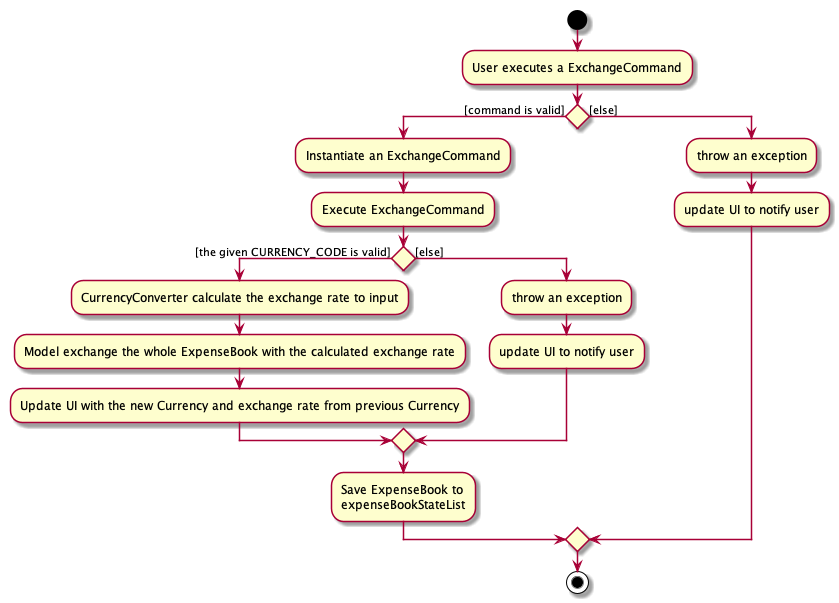 User executes a ExchangeCommand
[command is valid]
[else]
Instantiate an ExchangeCommand
throw an exception
Execute ExchangeCommand
update UI to notify user
[the given CURRENCY_CODE is valid]
[else]
CurrencyConverter calculate the exchange rate to input
throw an exception
Model exchange the whole ExpenseBook with the calculated exchange rate
update UI to notify user
Update UI with the new Currency and exchange rate from previous Currency
Save ExpenseBook to
expenseBookStateList